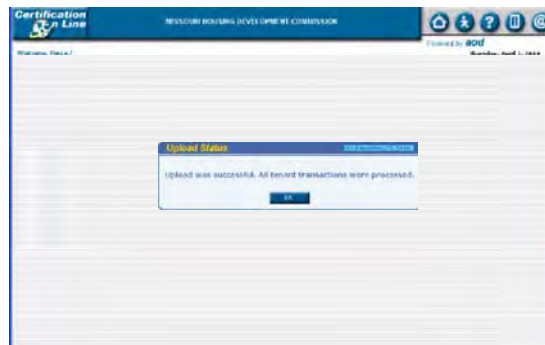 Certification
On Line
MISSOURI HOUSING DEVELOPMENT COMMISSION
Powered by aod
Upload Status
Upload was successful. All tenant transactions were processed.